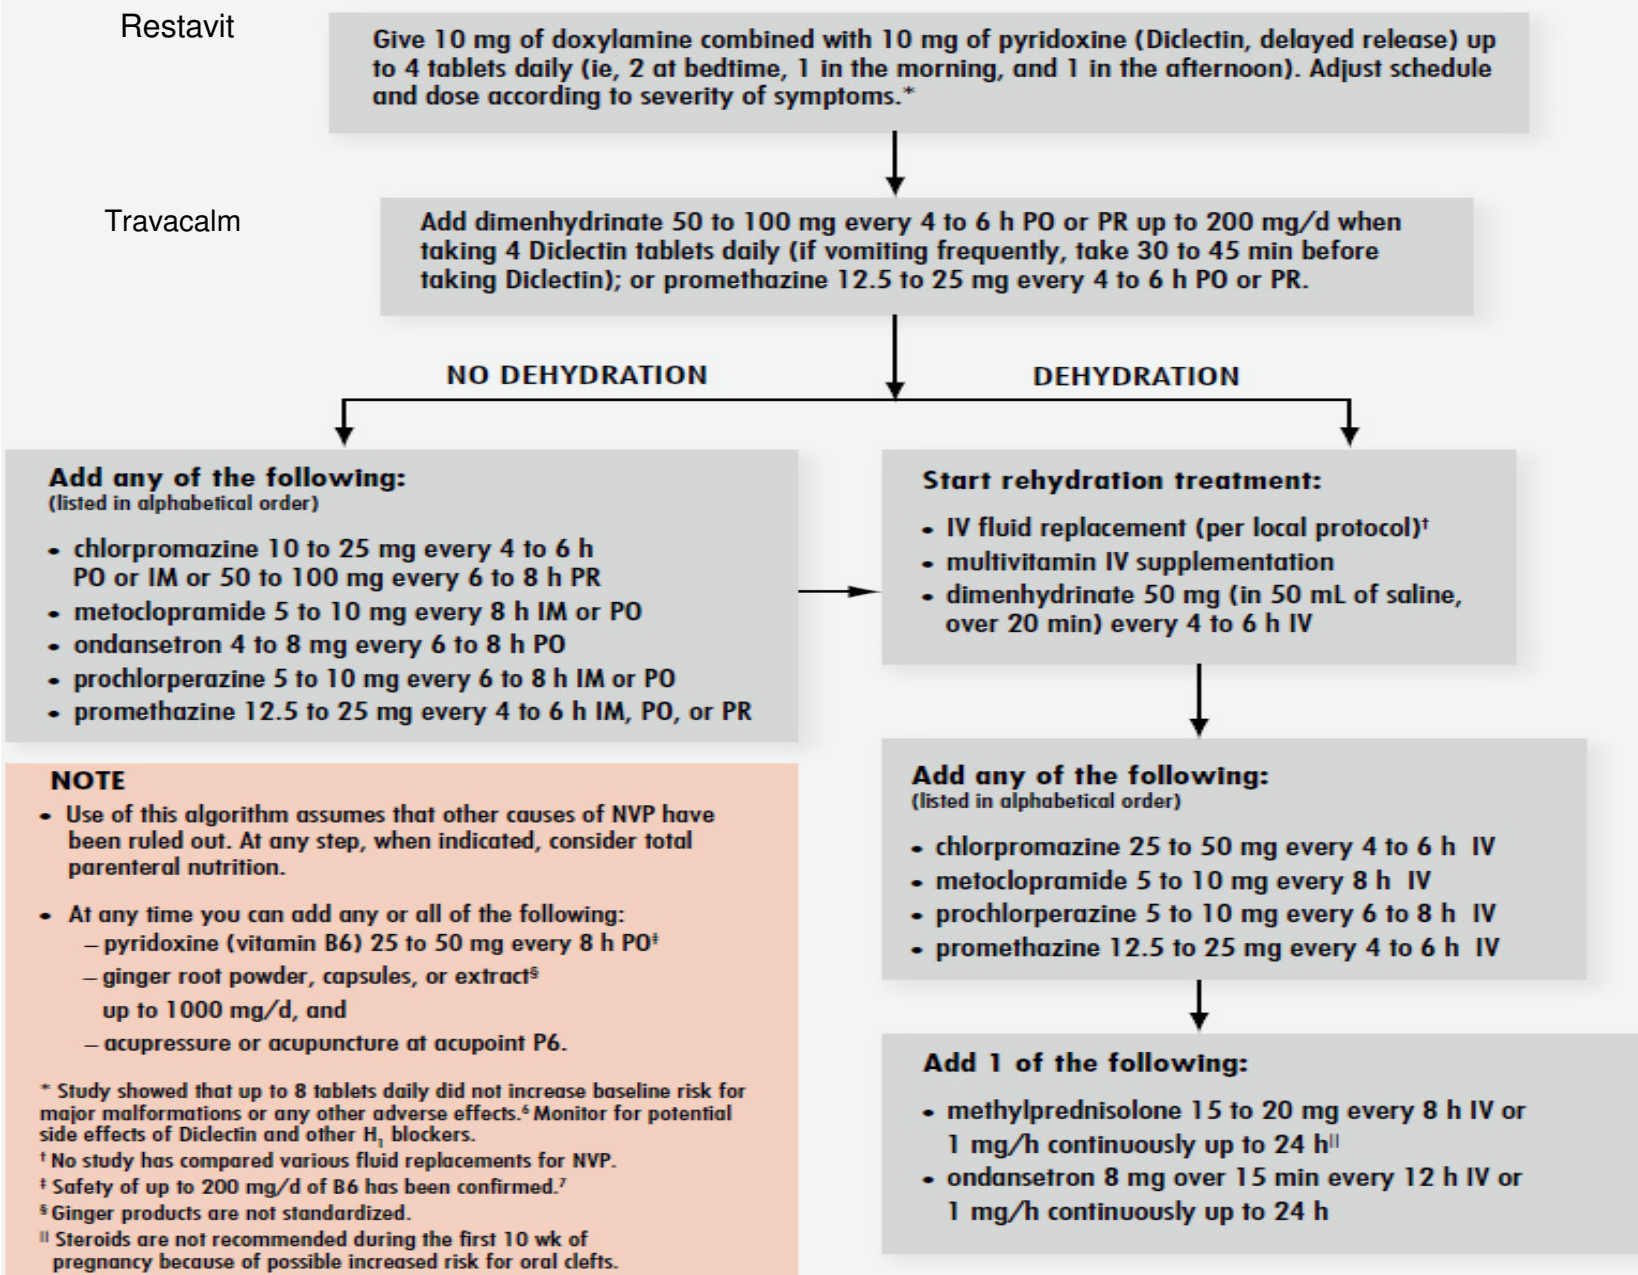 Restavit
Give 10 mg of doxylamine combined with 10 mg of pyridoxine (Diclectin, delayed release) up
to 4 tablets daily (ie, 2 at bedtime, 1 in the morning, and 1 in the afternoon). Adjust schedule
and dose according to severity of symptoms.*
Travacalm
Add dimenhydrinate 50 to 100 mg every 4 to 6 h PO or PR up to 200 mg/d when
taking 4 Diclectin tablets daily (if vomiting frequently, take 30 to 45 min before
taking Diclectin); or promethazine 12.5 to 25 mg every 4 to 6 h PO or PR.
NO DEHYDRATION
DEHYDRATION
Add any of the following:
(listed in alphabetical order)
• chlorpromazine 10 to 25 mg every 4 to 6 h
PO or IM or 50 to 100 mg every 6 to 8 h PR
• metoclopramide 5 to 10 mg every 8 h IM or PO
• ondansetron 4 to 8 mg every 6 to 8 h PO
• prochlorperazine 5 to 10 mg every 6 to 8 h IM or PO
• promethazine 12.5 to 25 mg every 4 to 6 h IM, PO, or PR
Start rehydration treatment:
• IV fluid replacement (per local protocol)†
• multivitamin IV supplementation
• dimenhydrinate 50 mg (in 50 mL of saline,
over 20 min) every 4 to 6 h IV
Add any of the following:
(listed in alphabetical order)
• chlorpromazine 25 to 50 mg every 4 to 6 h IV
• metoclopramide 5 to 10 mg every 8 h IV
• prochlorperazine 5 to 10 mg every 6 to 8 h IV
• promethazine 12.5 to 25 mg every 4 to 6 h IV
Add 1 of the following:
• methylprednisolone 15 to 20 mg every 8 h IV or
1 mg/h continuously up to 24 h||
• ondansetron 8 mg over 15 min every 12 h IV or
1 mg/h continuously up to 24 h
NOTE
• Use of this algorithm assumes that other causes of NVP have
been ruled out. At any step, when indicated, consider total
parenteral nutrition.
• At any time you can add any or all of the following:
– pyridoxine (vitamin B6) 25 to 50 mg every 8 h PO‡
– ginger root powder, capsules, or extract§
up to 1000 mg/d, and
– acupressure or acupuncture at acupoint P6.
* Study showed that up to 8 tablets daily did not increase baseline risk for
major malformations or any other adverse effects.⁶ Monitor for potential
side effects of Diclectin and other H₁ blockers.
† No study has compared various fluid replacements for NVP.
‡ Safety of up to 200 mg/d of B6 has been confirmed.⁷
§ Ginger products are not standardized.
|| Steroids are not recommended during the first 10 wk of
pregnancy because of possible increased risk for oral clefts.